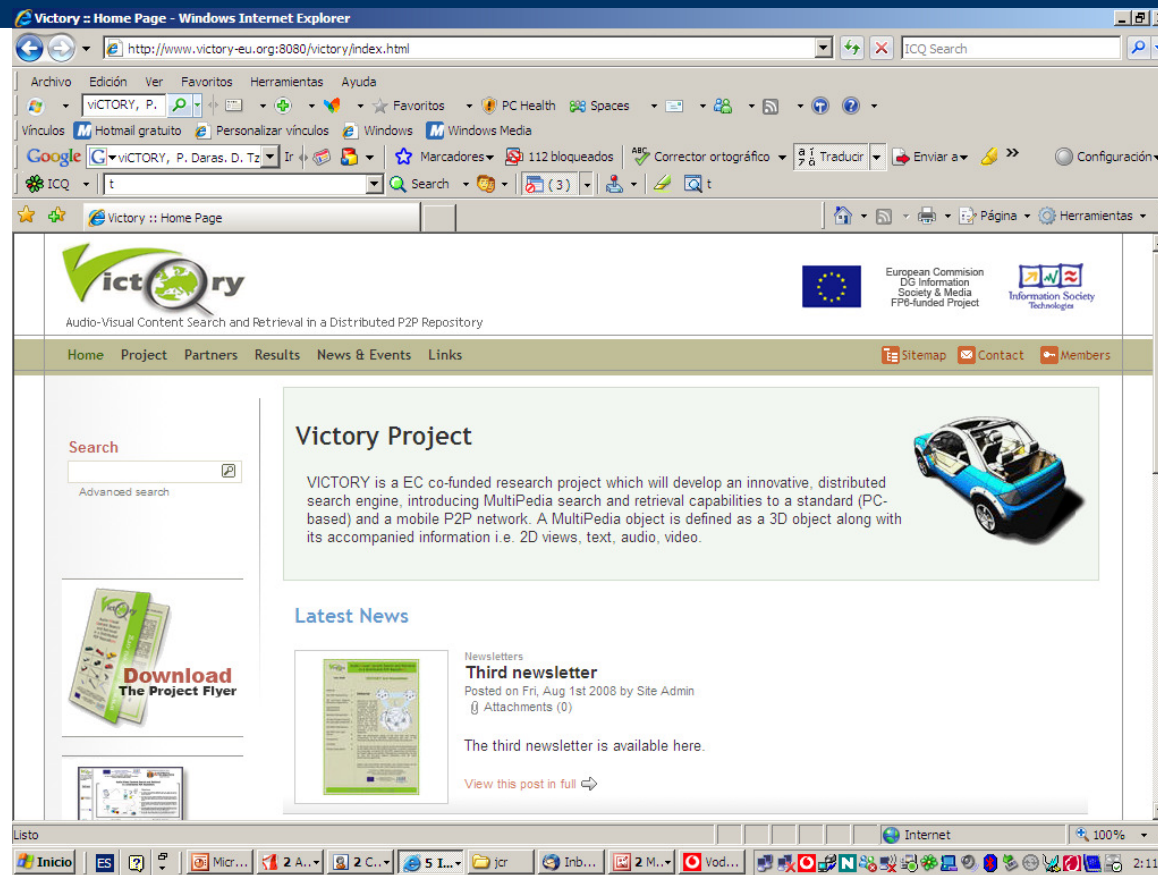 Victory :: Home Page - Windows Internet Explorer
http://www.victory-eu.org:8080/victory/index.html
ICQ Search
Archivo Edición Ver Favoritos Herramientas Ayuda
viCTORY, P. Favoritos PC Health Spaces
Vínculos Hotmail gratuito Personalizar vínculos Windows Windows Media
Google viCTORY, P. Daras. D. Tz Ir Marcadores 112 bloqueados Corrector ortográfico Traducir Enviar a Configuración
ICQ t Search (3) t
Victory :: Home Page Página Herramientas
Victory
European Commision
DG Information
Society & Media
FP6-funded Project
Information Society
Technologies
Audio-Visual Content Search and Retrieval in a Distributed P2P Repository
Home Project Partners Results News & Events Links Sitemap Contact Members
Search
Advanced search
Victory Project
VICTORY is a EC co-funded research project which will develop an innovative, distributed
search engine, introducing MultiPedia search and retrieval capabilities to a standard (PC-
based) and a mobile P2P network. A MultiPedia object is defined as a 3D object along with
its accompanied information i.e. 2D views, text, audio, video.
Download
The Project Flyer
Latest News
Newsletters
Third newsletter
Posted on Fri, Aug 1st 2008 by Site Admin
Attachments (0)
The third newsletter is available here.
View this post in full
Listo Internet 100%
Inicio ES Micr... 2 A.. 2 C.. 5 I... jcr Inb... 2 M.. Vod... 2:11